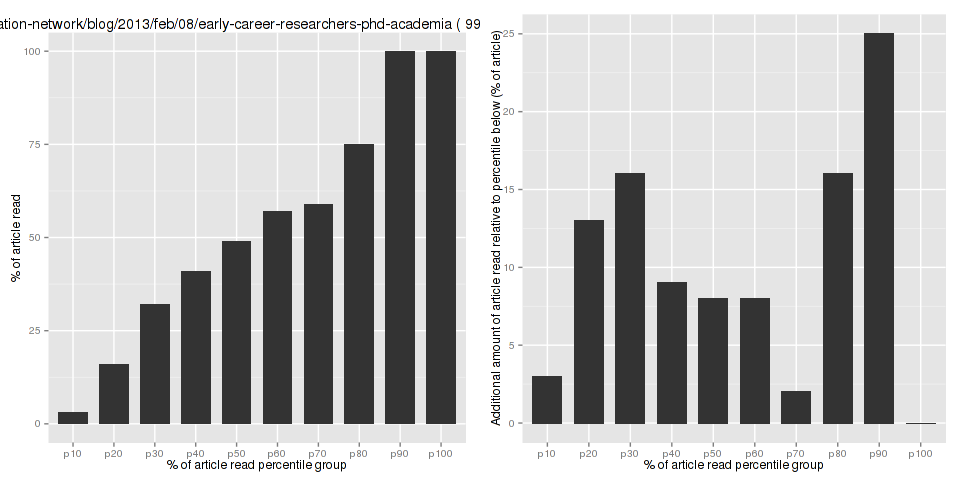 ation-network/blog/2013/feb/08/early-career-researchers-phd-academia ( 99
100
75
50
25
0
% of article read
p10 p20 p30 p40 p50 p60 p70 p80 p90 p100
% of article read percentile group
25
20
15
10
5
0
Additional amount of article read relative to percentile below (% of article)
p10 p20 p30 p40 p50 p60 p70 p80 p90 p100
% of article read percentile group